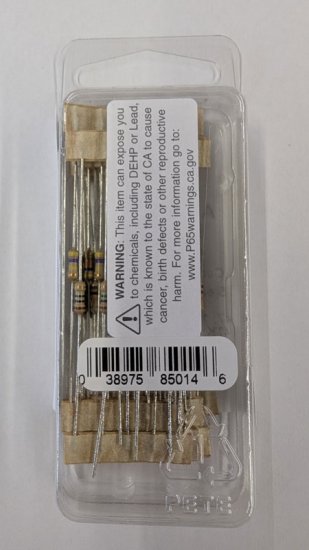 WARNING: This item can expose you
to chemicals, including DEHP or Lead,
which is known to the state of CA to cause
cancer, birth defects or other reproductive
harm. For more information go to:
www.P65warnings.ca.gov
0 38975 85014 6
PETE